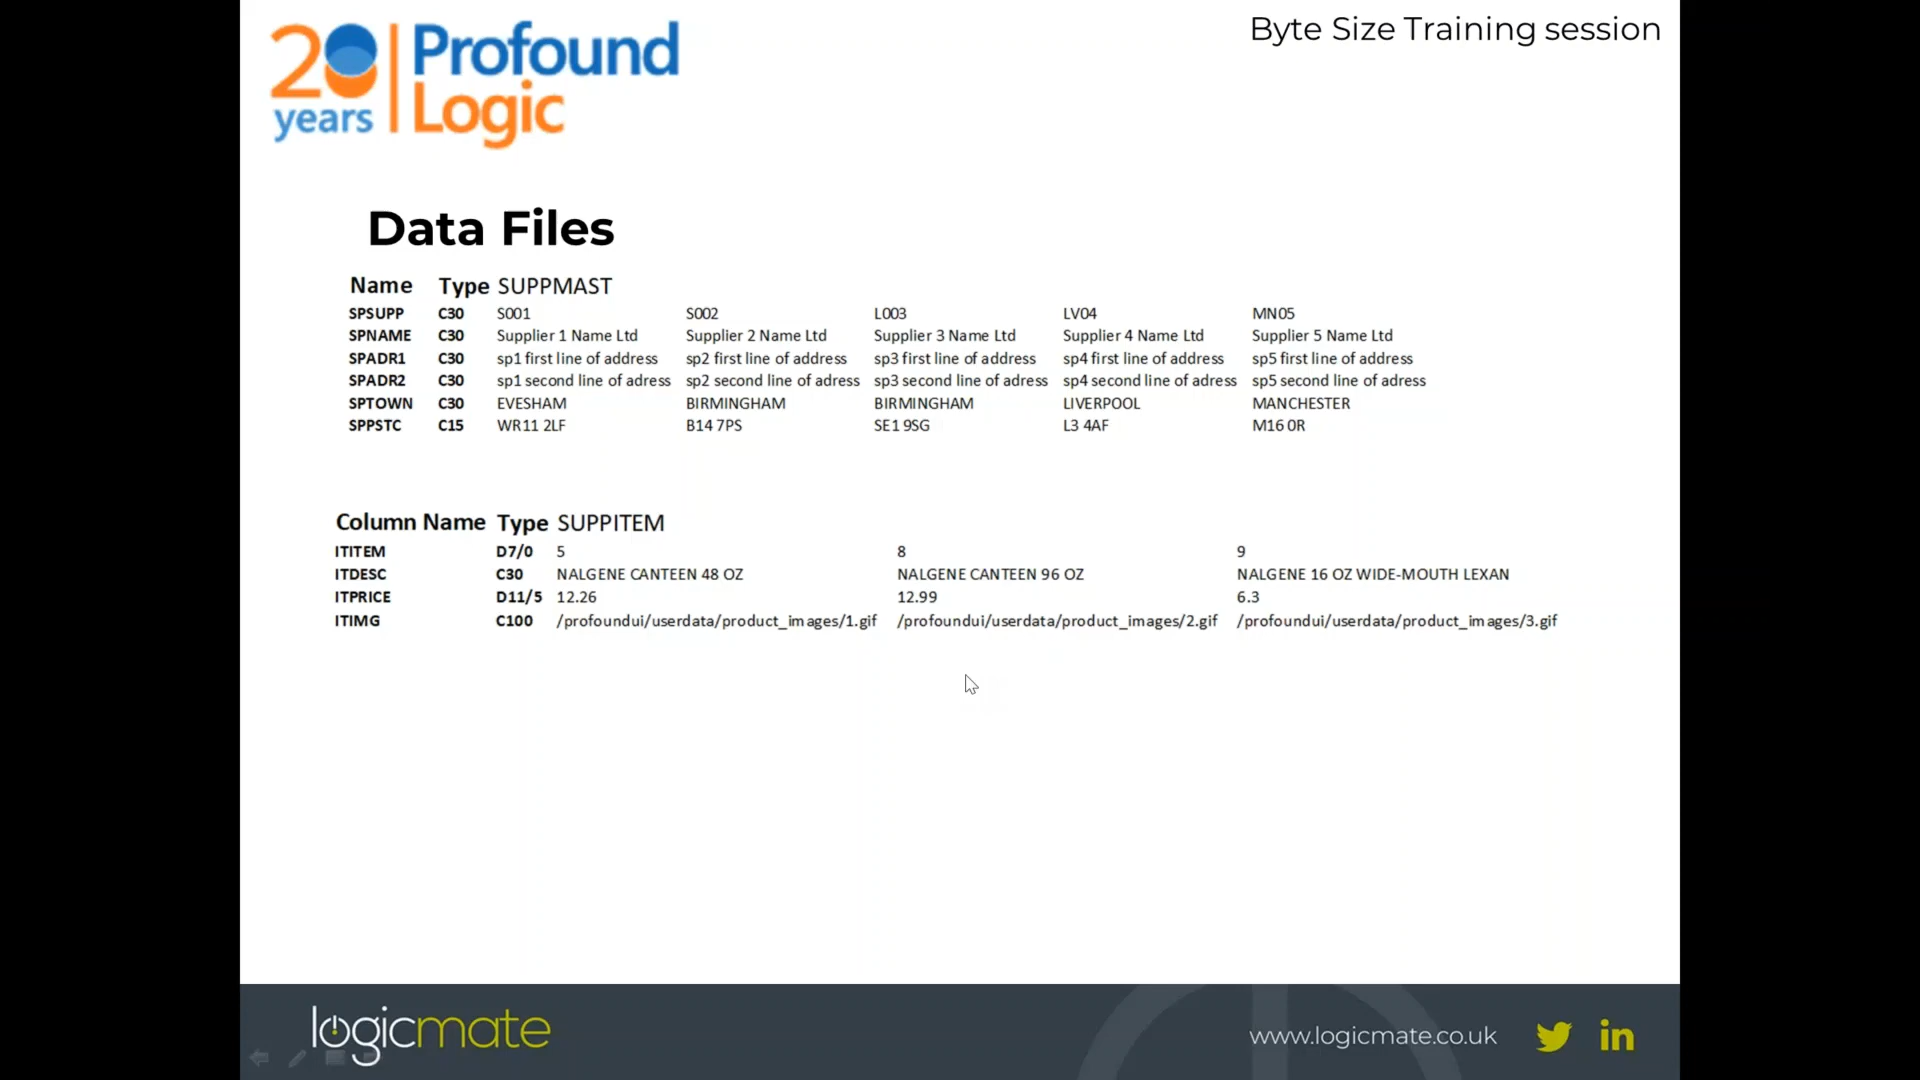 Byte Size Training session
20 years Profound Logic
Data Files
Name Type SUPPMAST
SPSUPP C30 S001 S002 L003 LV04 MN05
SPNAME C30 Supplier 1 Name Ltd Supplier 2 Name Ltd Supplier 3 Name Ltd Supplier 4 Name Ltd Supplier 5 Name Ltd
SPADR1 C30 sp1 first line of address sp2 first line of address sp3 first line of address sp4 first line of address sp5 first line of address
SPADR2 C30 sp1 second line of adress sp2 second line of adress sp3 second line of adress sp4 second line of adress sp5 second line of adress
SPTOWN C30 EVESHAM BIRMINGHAM BIRMINGHAM LIVERPOOL MANCHESTER
SPPSTC C15 WR11 2LF B14 7PS SE1 9SG L3 4AF M16 0R
Column Name Type SUPPITEM
ITITEM D7/0 5 8 9
ITDESC C30 NALGENE CANTEEN 48 OZ NALGENE CANTEEN 96 OZ NALGENE 16 OZ WIDE-MOUTH LEXAN
ITPRICE D11/5 12.26 12.99 6.3
ITIMG C100 /profoundui/userdata/product_images/1.gif /profoundui/userdata/product_images/2.gif /profoundui/userdata/product_images/3.gif
logicmate
www.logicmate.co.uk
in